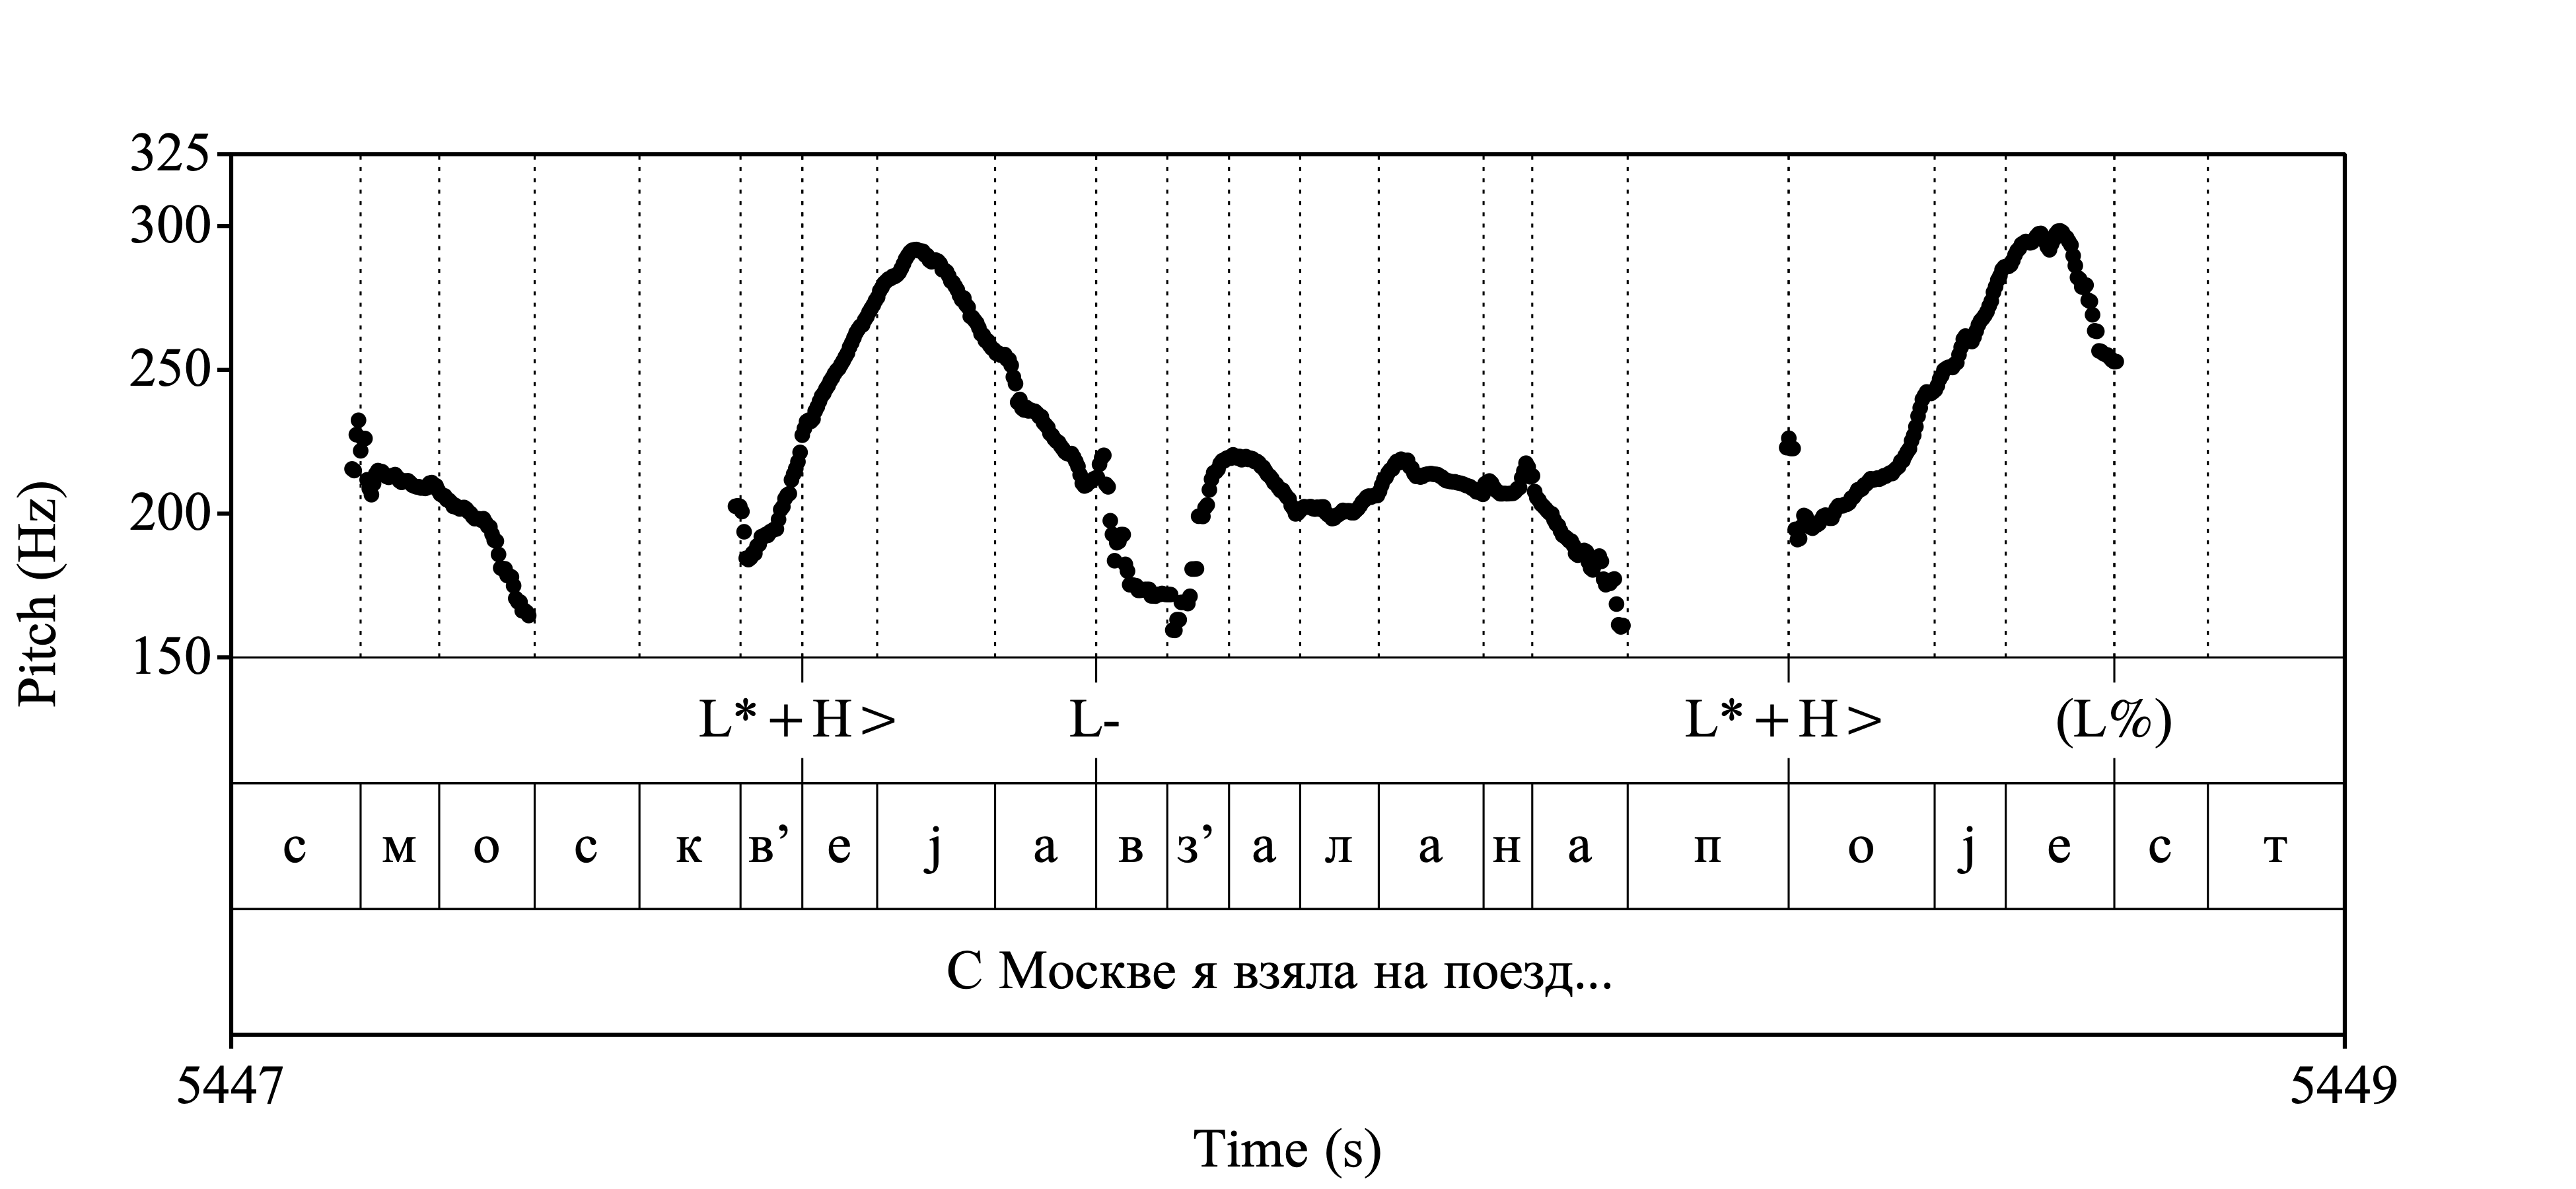 325
300
250
200
150
Pitch (Hz)
L*+H> L- L*+H> (L%)
с м о с к в’ е j а в з’ а л а н а п о j е с т
С Москве я взяла на поезд...
5447 5449
Time (s)